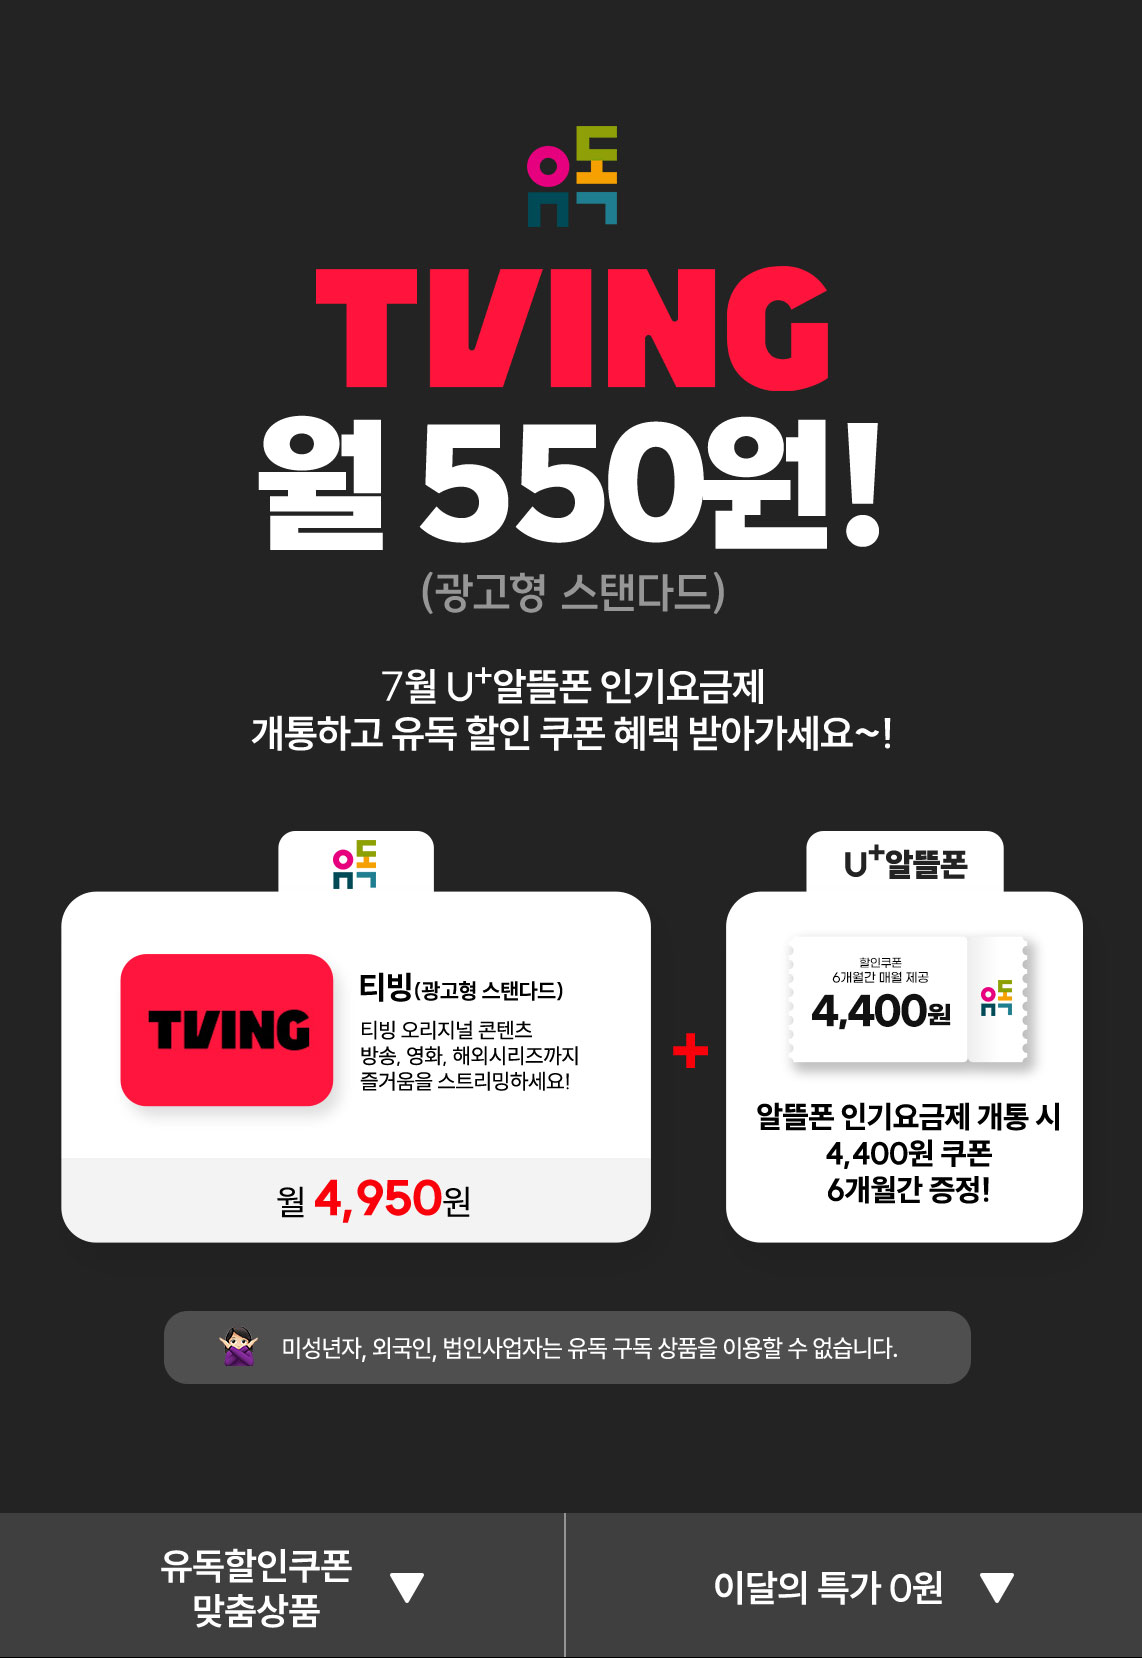 유독
TVING
월 550원!
(광고형 스탠다드)
7월 U+알뜰폰 인기요금제
개통하고 유독 할인 쿠폰 혜택 받아가세요~!
유독
TVING
티빙(광고형 스탠다드)
티빙 오리지널 콘텐츠
방송, 영화, 해외시리즈까지
즐거움을 스트리밍하세요!
월 4,950원
+
U+알뜰폰
할인쿠폰
6개월간 매월 제공
4,400원
유독
알뜰폰 인기요금제 개통 시
4,400원 쿠폰
6개월간 증정!
미성년자, 외국인, 법인사업자는 유독 구독 상품을 이용할 수 없습니다.
유독할인쿠폰
맞춤상품
▼
이달의 특가 0원 ▼